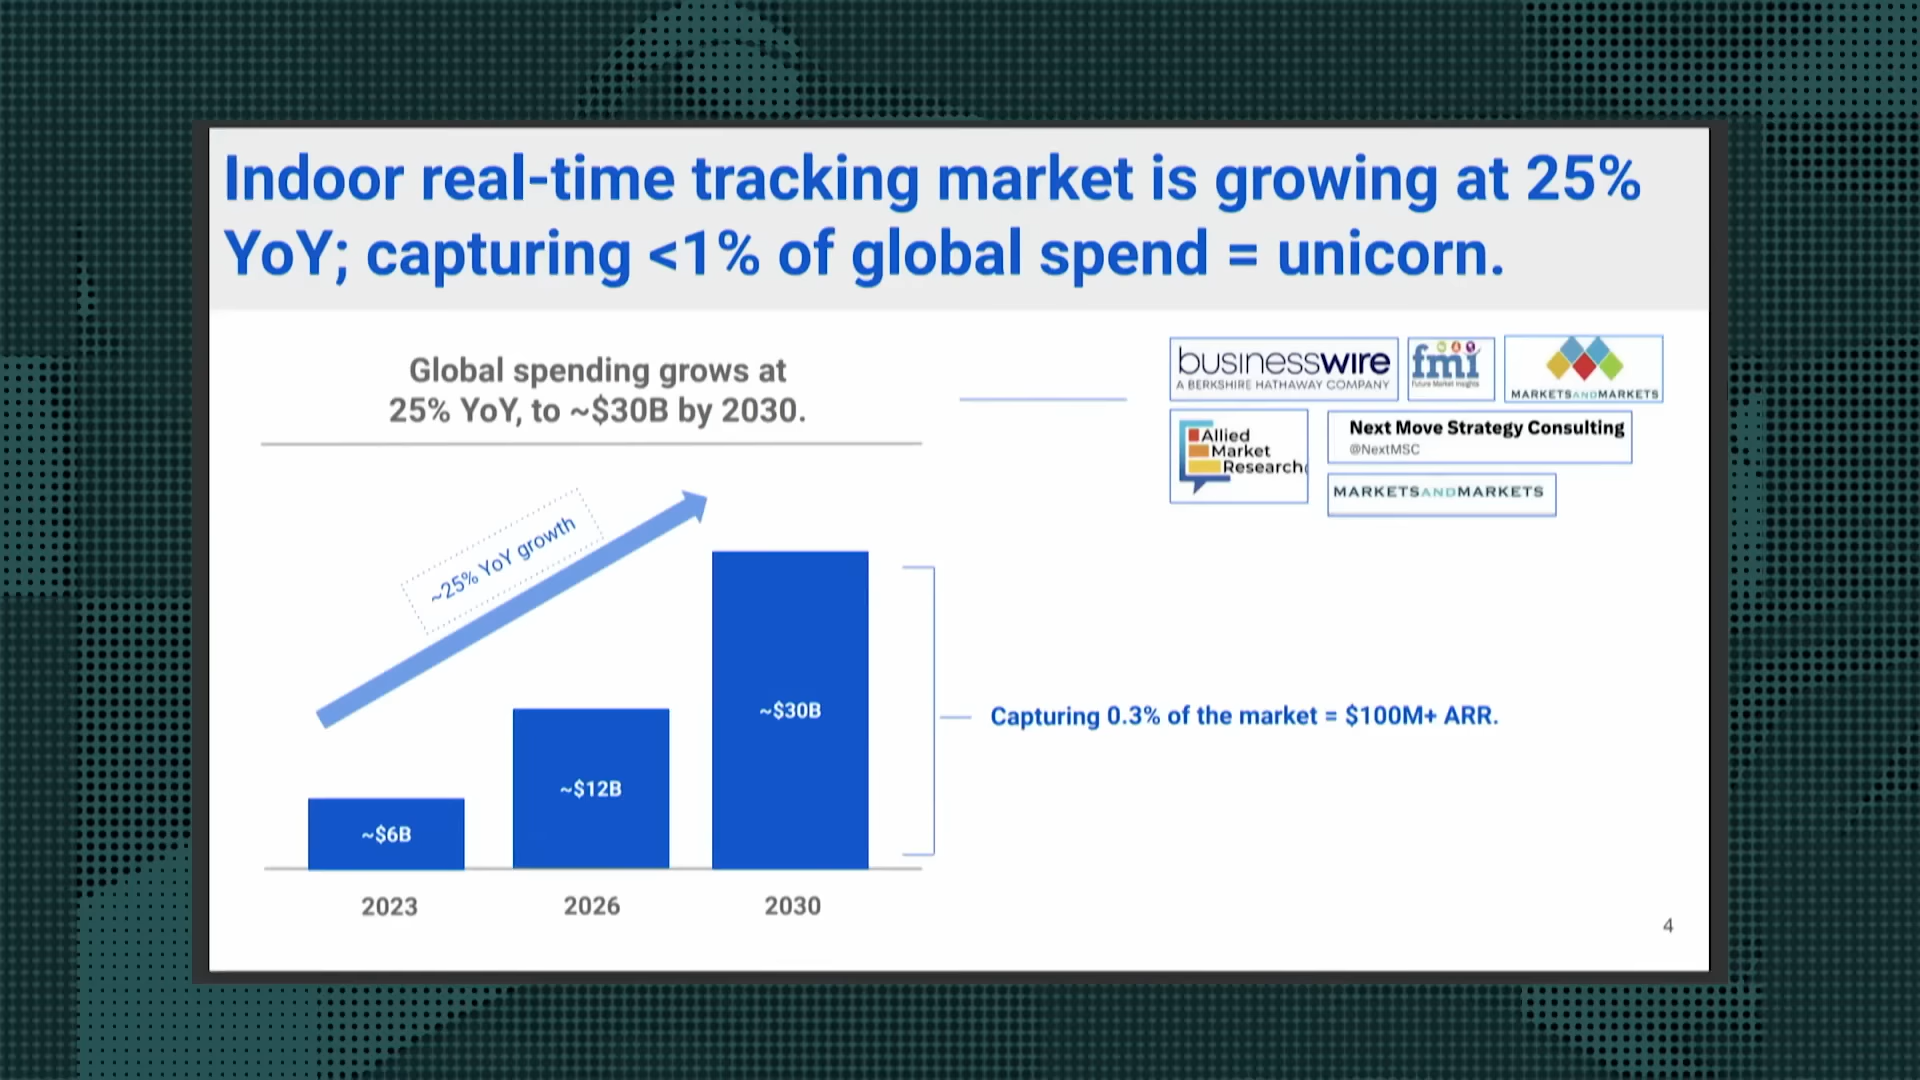 Indoor real-time tracking market is growing at 25%
YoY; capturing <1% of global spend = unicorn.
Global spending grows at
25% YoY, to ~$30B by 2030.
businesswire
A BERKSHIRE HATHAWAY COMPANY
fmi
Future Market Insights
MARKETSANDMARKETS
Allied
Market
Research
Next Move Strategy Consulting
@NextMSC
MARKETSANDMARKETS
~25% YoY growth
~$6B
~$12B
~$30B
Capturing 0.3% of the market = $100M+ ARR.
2023
2026
2030
4